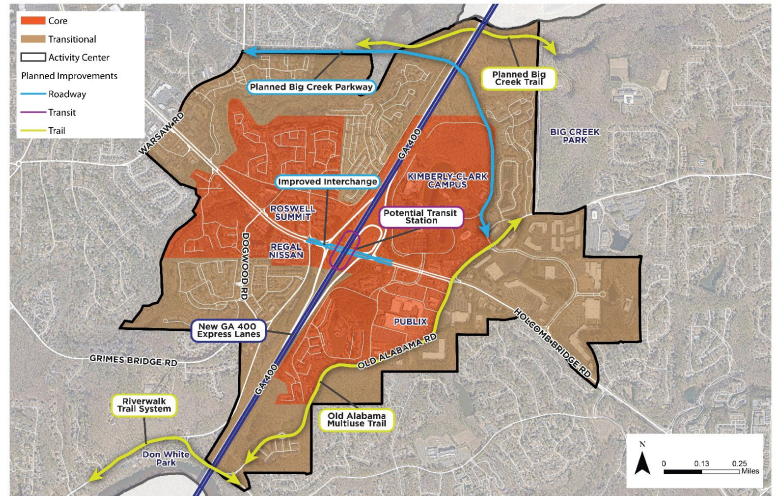 Core
Transitional
Activity Center
Planned Improvements
Roadway
Transit
Trail
Planned Big Creek Parkway
Planned Big
Creek Trail
WARSAW RD
GA 400
BIG CREEK
PARK
KIMBERLY-CLARK
CAMPUS
Improved Interchange
ROSWELL
SUMMIT
Potential Transit
Station
REGAL
NISSAN
DOGWOOD RD
New GA 400
Express Lanes
PUBLIX
HOLCOMB BRIDGE RD
OLD ALABAMA RD
GRIMES BRIDGE RD
GA 400
Riverwalk
Trail System
Old Alabama
Multiuse Trail
Don White
Park
N
0 0.13 0.25
Miles